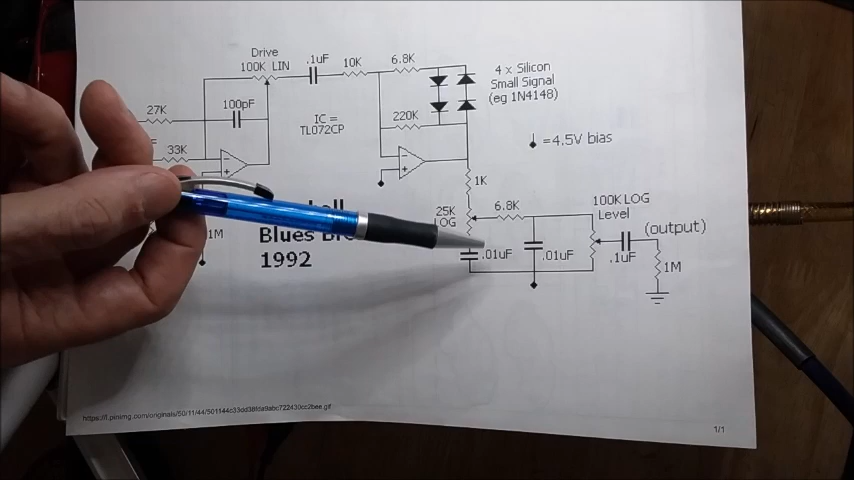 Drive
100K LIN
.1uF
10K
6.8K
4 x Silicon
Small Signal
(eg 1N4148)
27K
100pF
IC =
TL072CP
220K
=4.5V bias
33K
1K
25K
LOG
6.8K
100K LOG
Level
(output)
1M
Blues
1992
.01uF
.01uF
.1uF
1M
1/1